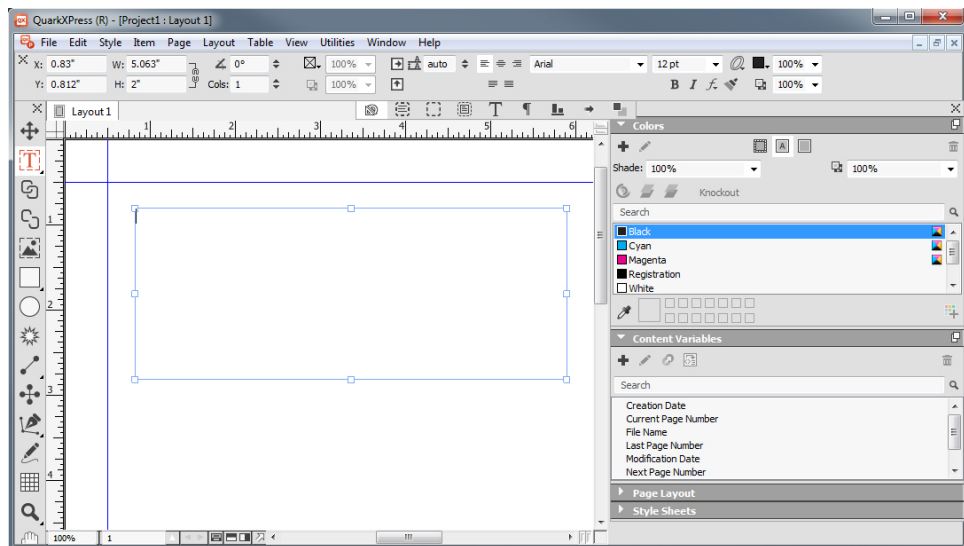 QuarkXPress (R) - [Project1 : Layout 1]
File Edit Style Item Page Layout Table View Utilities Window Help
X: 0.83" W: 5.063" 0° 100% auto Arial 12 pt 100%
Y: 0.812" H: 2" Cols: 1 100% B I f. 100%
Layout 1 T ¶
1 2 3 4 5 6
Colors
T
A
Shade: 100% 100%
Knockout
Search
1
Black
Cyan
Magenta
Registration
White
2
Content Variables
Search
3
Creation Date
Current Page Number
File Name
Last Page Number
Modification Date
Next Page Number
4
Page Layout
Style Sheets
100% 1